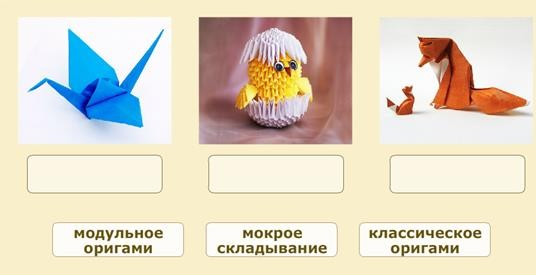 модульное
оригами
мокрое
складывание
классическое
оригами